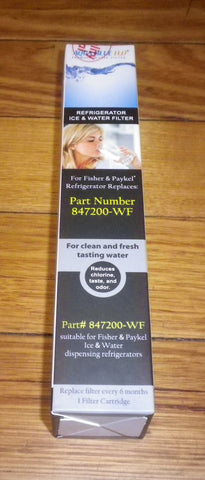 REFRIGERATOR
ICE & WATER FILTER
For Fisher & Paykel*
Refrigerator Replaces:
Part Number
847200-WF
For clean and fresh
tasting water
Reduces
chlorine,
taste, and
odor.
Part# 847200-WF
suitable for Fisher & Paykel
Ice & Water
dispensing refrigerators
Replace filter every 6 months
1 Filter Cartridge